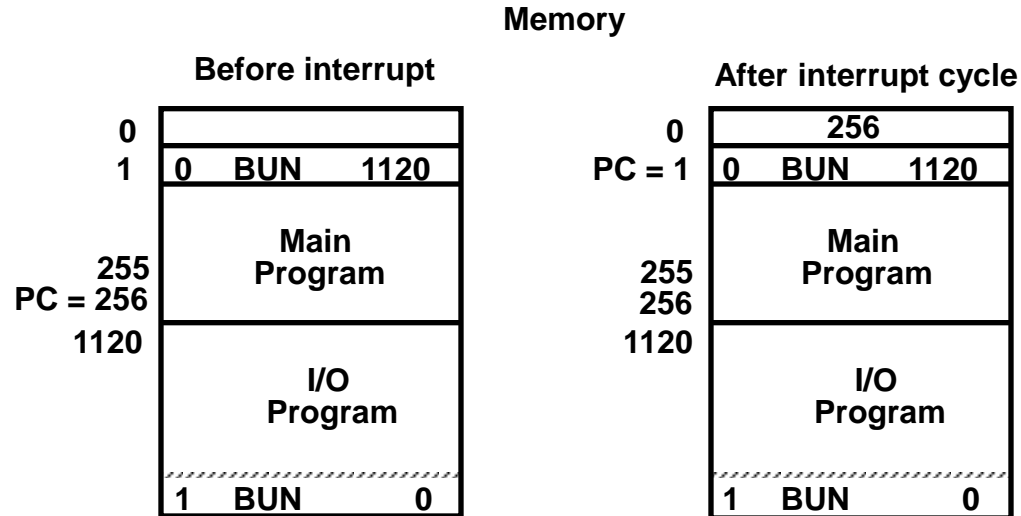 Memory
Before interrupt
0
1 0 BUN 1120
Main
Program
255
PC = 256
1120
I/O
Program
1 BUN 0
After interrupt cycle
0 256
PC = 1 0 BUN 1120
Main
Program
255
256
1120
I/O
Program
1 BUN 0